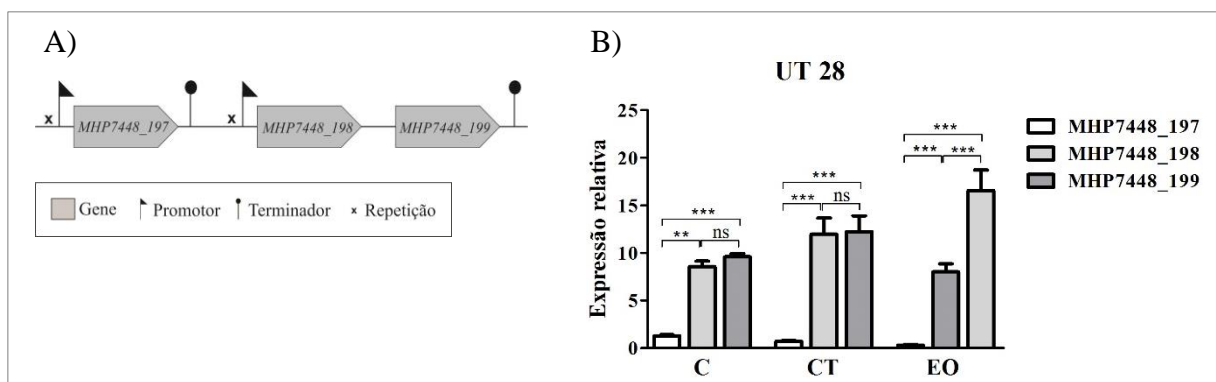 A)
x x
MHP7448_197 MHP7448_198 MHP7448_199
Gene Promotor Terminador x Repetição
B)
UT 28
Expressão relativa
25
20
15
10
5
0
*** ** ns
*** *** ns
*** *** ***
C CT EO
MHP7448_197
MHP7448_198
MHP7448_199